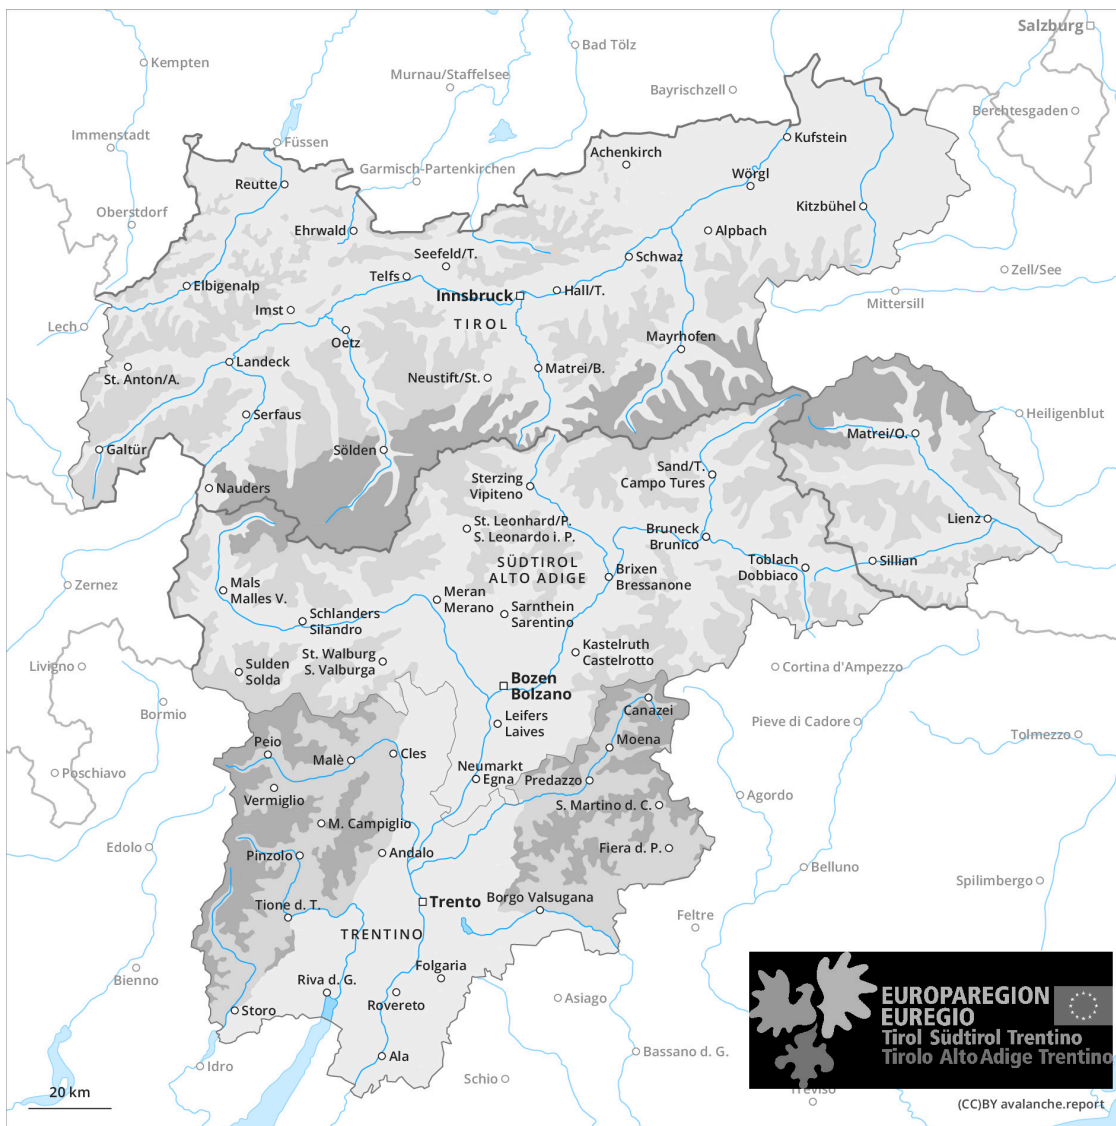 Salzburg
Bad Tölz
Kempten
Murnau/Staffelsee
Bayrischzell
Berchtesgaden
Immenstadt
Füssen
Kufstein
Achenkirch
Garmisch-Partenkirchen
Wörgl
Reutte
Oberstdorf
Kitzbühel
Ehrwald
Alpbach
Seefeld/T.
Schwaz
Zell/See
Telfs
Elbigenalp
Innsbruck
Hall/T.
Mittersill
Imst
TIROL
Lech
Oetz
Mayrhofen
Landeck
Matrei/B.
St. Anton/A.
Neustift/St.
Serfaus
Heiligenblut
Matrei/O.
Galtür
Sölden
Sand/T.
Campo Tures
Sterzing
Vipiteno
Nauders
St. Leonhard/P.
S. Leonardo i. P.
Lienz
Bruneck
Brunico
SÜDTIROL
ALTO ADIGE
Toblach
Dobbiaco
Sillian
Brixen
Bressanone
Zernez
Mals
Malles V.
Meran
Merano
Schlanders
Silandro
Sarnthein
Sarentino
Kastelruth
Castelrotto
St. Walburg
S. Valburga
Livigno
Sulden
Solda
Cortina d'Ampezzo
Bozen
Bolzano
Bormio
Canazei
Leifers
Laives
Pieve di Cadore
Tolmezzo
Peio
Moena
Malè
Cles
Poschiavo
Neumarkt
Egna
Predazzo
Vermiglio
Agordo
S. Martino d. C.
M. Campiglio
Edolo
Fiera d. P.
Pinzolo
Andalo
Belluno
Spilimbergo
Borgo Valsugana
Trento
Tione d. T.
Feltre
TRENTINO
Folgaria
Bienno
Riva d. G.
Rovereto
Asiago
Storo
EUROPAREGION
EUREGIO
Tirol Südtirol Trentino
Tirolo Alto Adige Trentino
Ala
Bassano d. G.
Idro
Schio
Treviso
20 km
(CC)BY avalanche.report